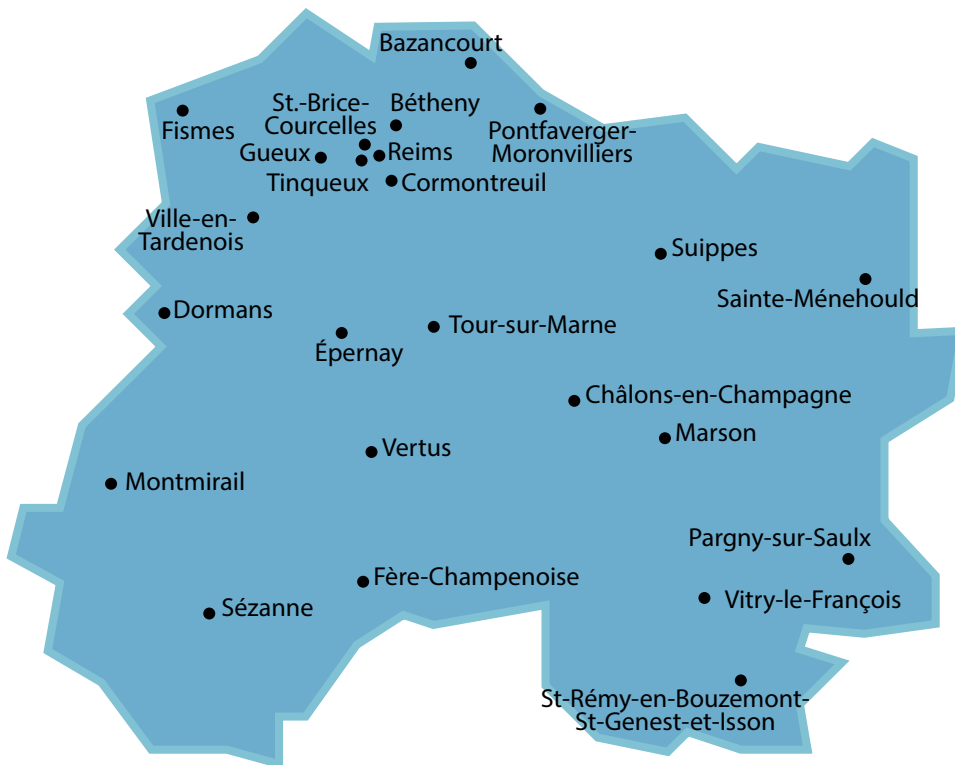 Bazancourt
St.-Brice-
Courcelles
Bétheny
Fismes
Pontfaverger-
Moronvilliers
Gueux
Reims
Tinqueux
Cormontreuil
Ville-en-
Tardenois
Suippes
Sainte-Ménehould
Dormans
Tour-sur-Marne
Épernay
Châlons-en-Champagne
Marson
Vertus
Montmirail
Pargny-sur-Saulx
Fère-Champenoise
Vitry-le-François
Sézanne
St-Rémy-en-Bouzemont-
St-Genest-et-Isson